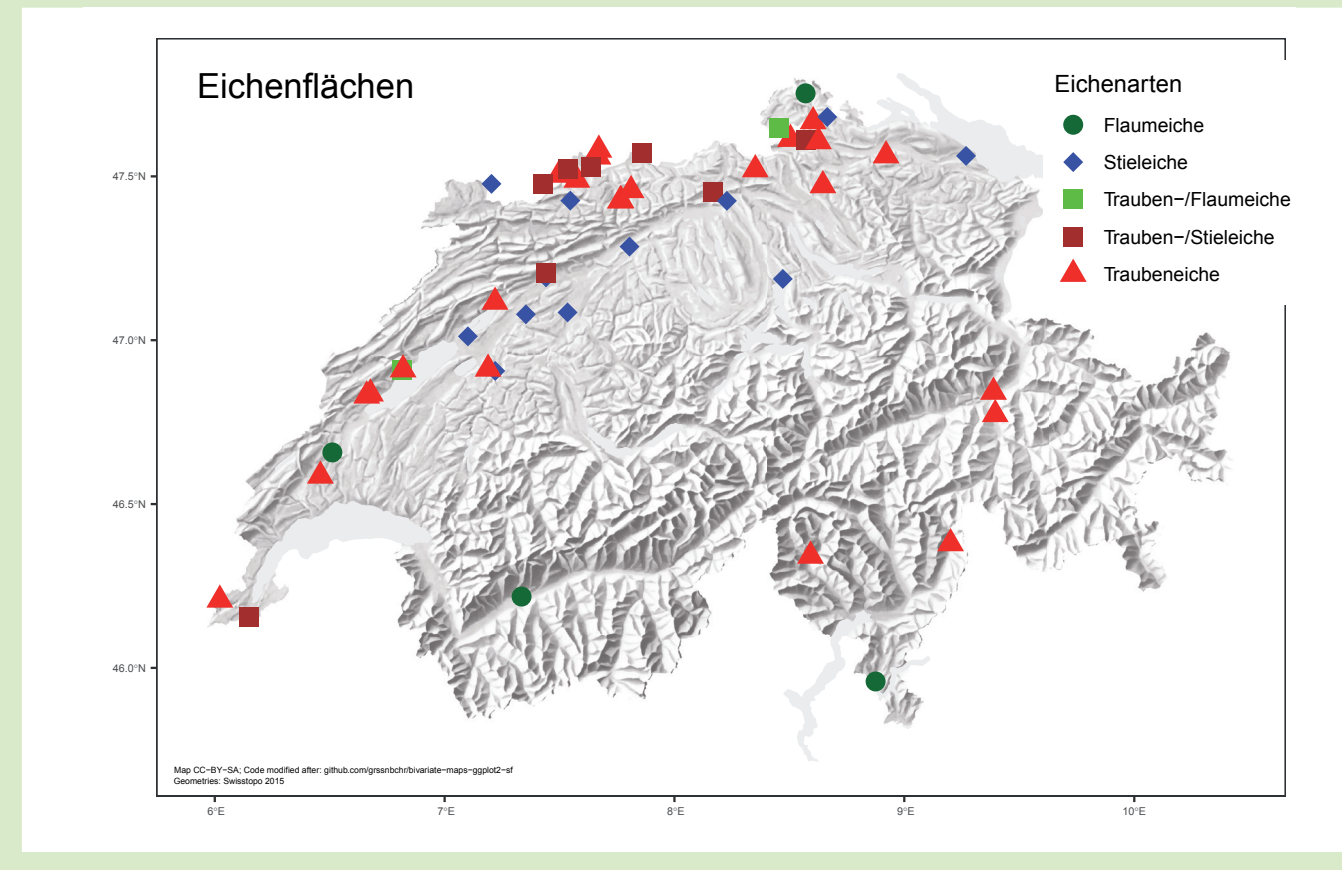 Eichenflächen
Eichenarten
Flaumeiche
Stieleiche
Trauben−/Flaumeiche
Trauben−/Stieleiche
Traubeneiche
47.5°N
47.0°N
46.5°N
46.0°N
Map CC−BY−SA; Code modified after: github.com/grssnbchr/bivariate−maps−ggplot2−sf
Geometries: Swisstopo 2015
6°E
7°E
8°E
9°E
10°E